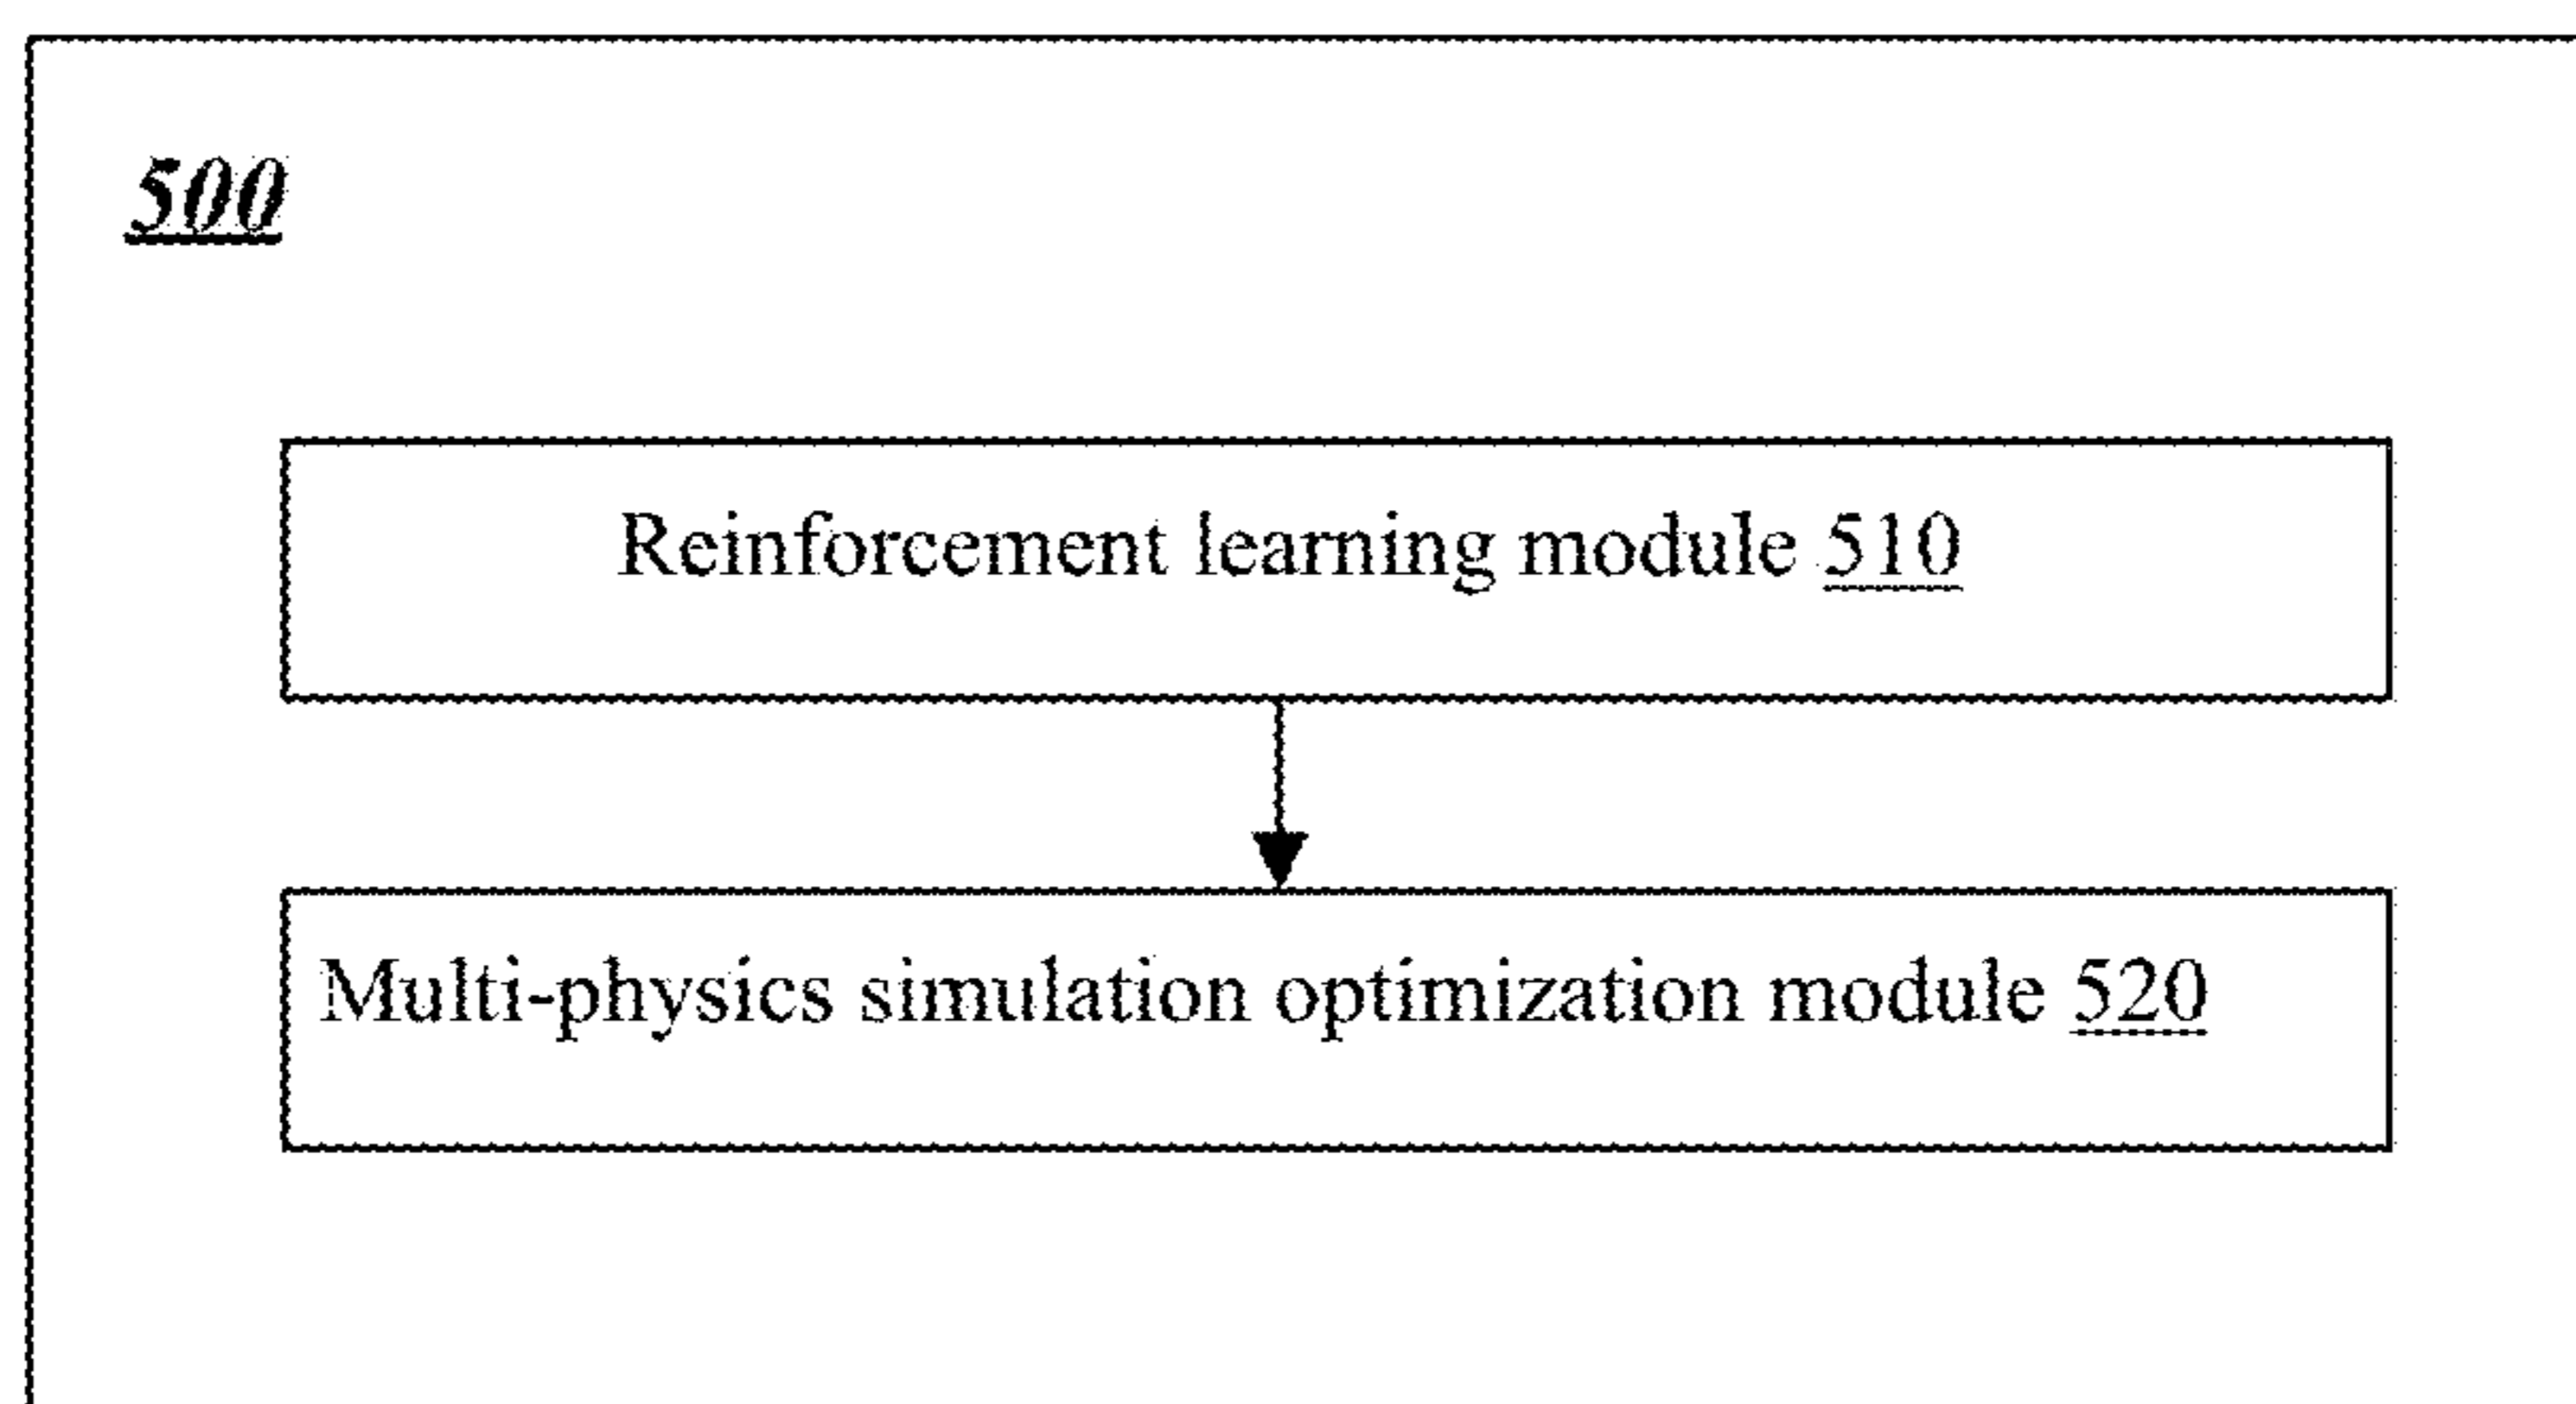 500
Reinforcement learning module 510
Multi-physics simulation optimization module 520